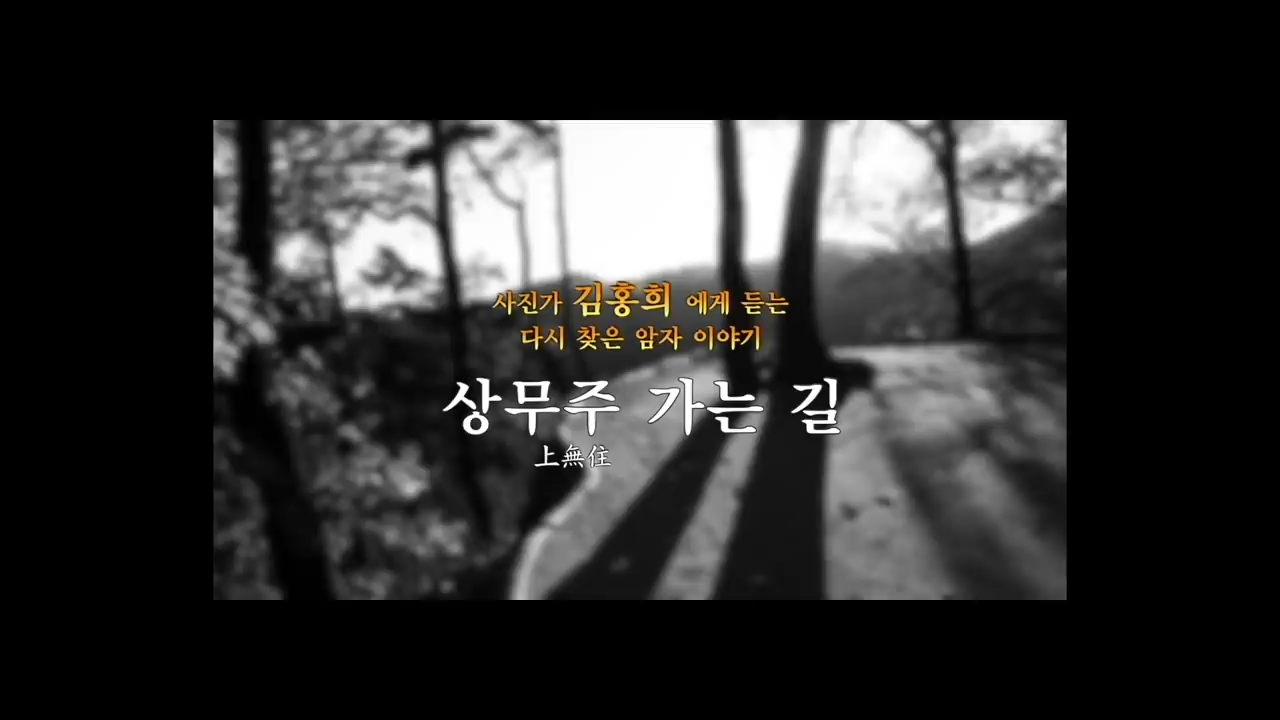 사진가 김홍희 에게 듣는
다시 찾은 암자 이야기
상무주 가는 길
上無住